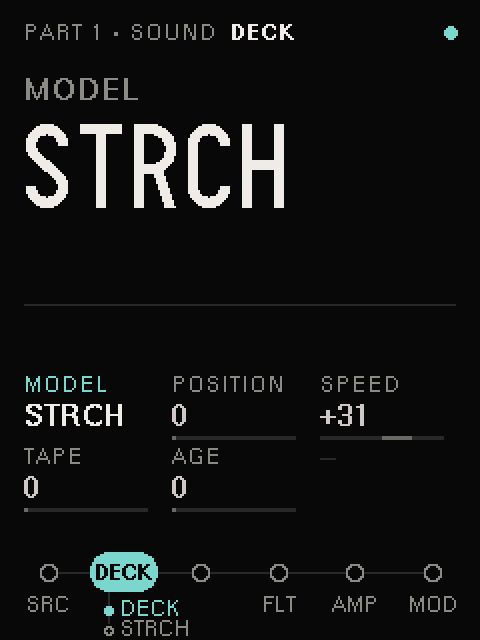 PART 1 · SOUND DECK
MODEL
STRCH
MODEL POSITION SPEED
STRCH 0 +31
TAPE AGE —
0 0
DECK
SRC DECK FLT AMP MOD
STRCH